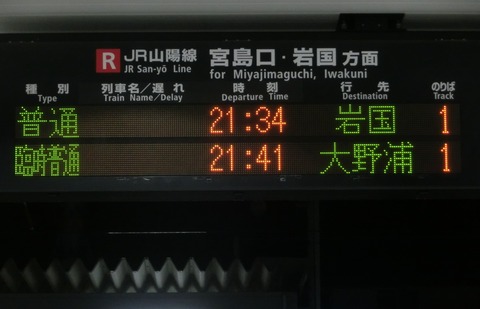 R JR山陽線 宮島口・岩国方面
JR San-yō Line for Miyajimaguchi, Iwakuni
種別 列車名/遅れ 時刻 行先 のりば
Type Train Name/Delay Departure Time Destination Track
普通 21:34 岩国 1
臨時普通 21:41 大野浦 1